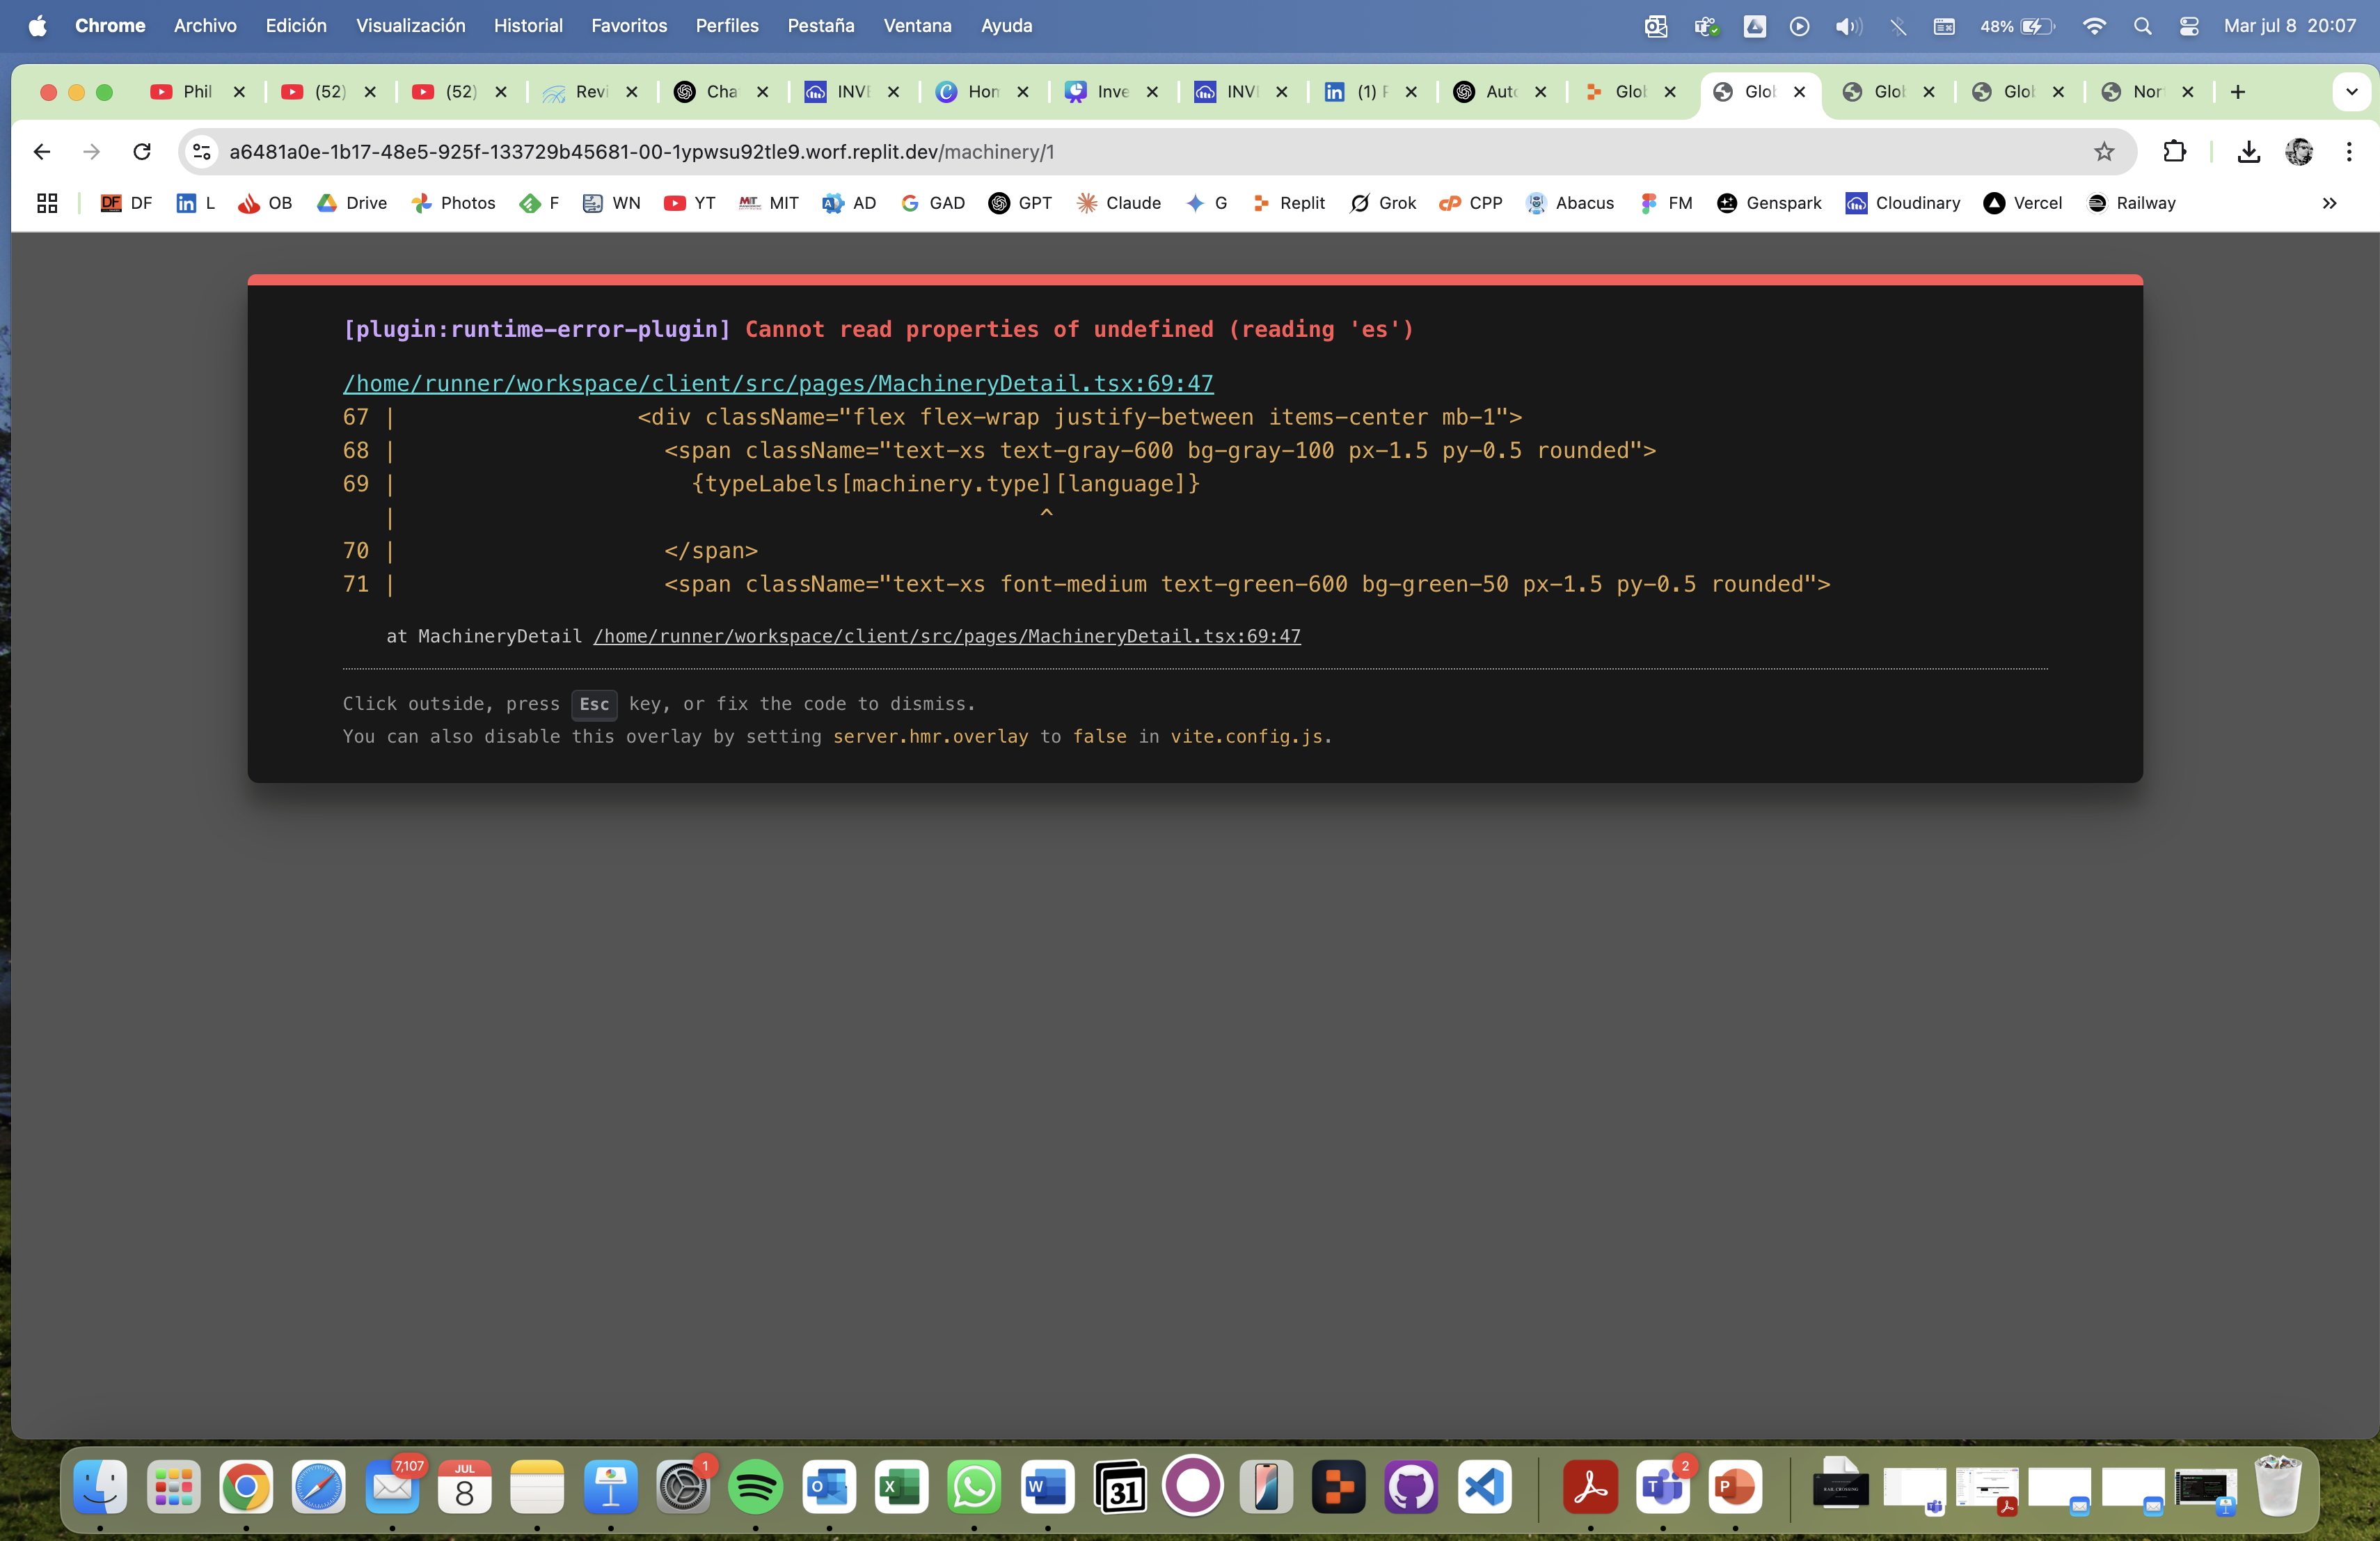 Chrome Archivo Edición Visualización Historial Favoritos Perfiles Pestaña Ventana Ayuda 48% Mar jul 8 20:07
Phil (52) (52) Revi Cha INVE Hon Inve INVI (1) F Auto Glob Glob Glob Glob Nor
a6481a0e-1b17-48e5-925f-133729b45681-00-1ypwsu92tle9.worf.replit.dev/machinery/1
DF DF L OB Drive Photos F WN YT MIT MIT AD GAD GPT Claude G Replit Grok CPP Abacus FM Genspark Cloudinary Vercel Railway
[plugin:runtime-error-plugin] Cannot read properties of undefined (reading 'es')
/home/runner/workspace/client/src/pages/MachineryDetail.tsx:69:47
67 | <div className="flex flex-wrap justify-between items-center mb-1">
68 | <span className="text-xs text-gray-600 bg-gray-100 px-1.5 py-0.5 rounded">
69 | {typeLabels[machinery.type][language]}
| ^
70 | </span>
71 | <span className="text-xs font-medium text-green-600 bg-green-50 px-1.5 py-0.5 rounded">
at MachineryDetail /home/runner/workspace/client/src/pages/MachineryDetail.tsx:69:47
Click outside, press Esc key, or fix the code to dismiss.
You can also disable this overlay by setting server.hmr.overlay to false in vite.config.js.
7,107 JUL 8 1 31 2